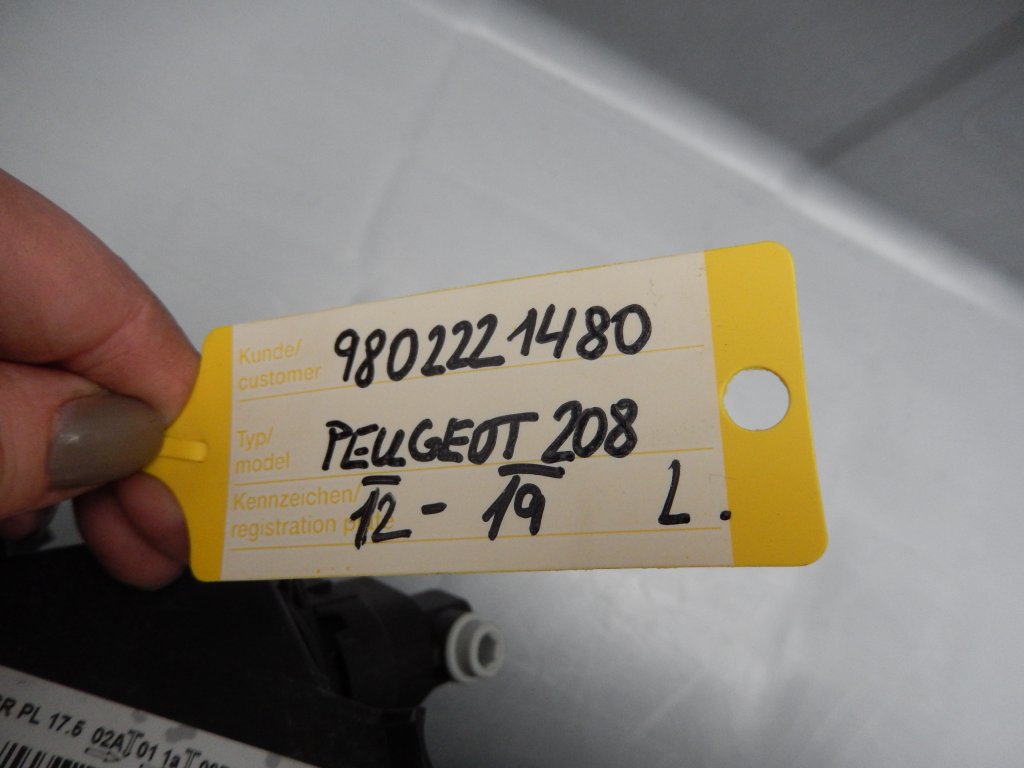 Kunde/
customer 9802221480
Typ/
model PEUGEOT 208
Kennzeichen/
registration 12 - 19 L.
PL 17.5 02A 01 1a